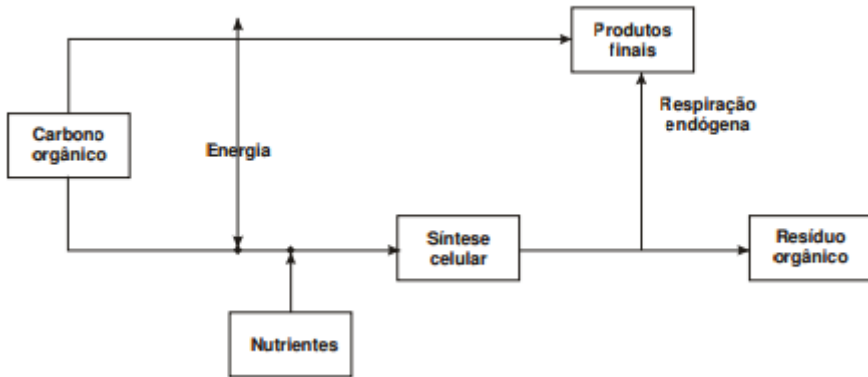 Produtos
finais
Respiração
endógena
Carbono
orgânico
Energia
Síntese
celular
Resíduo
orgânico
Nutrientes